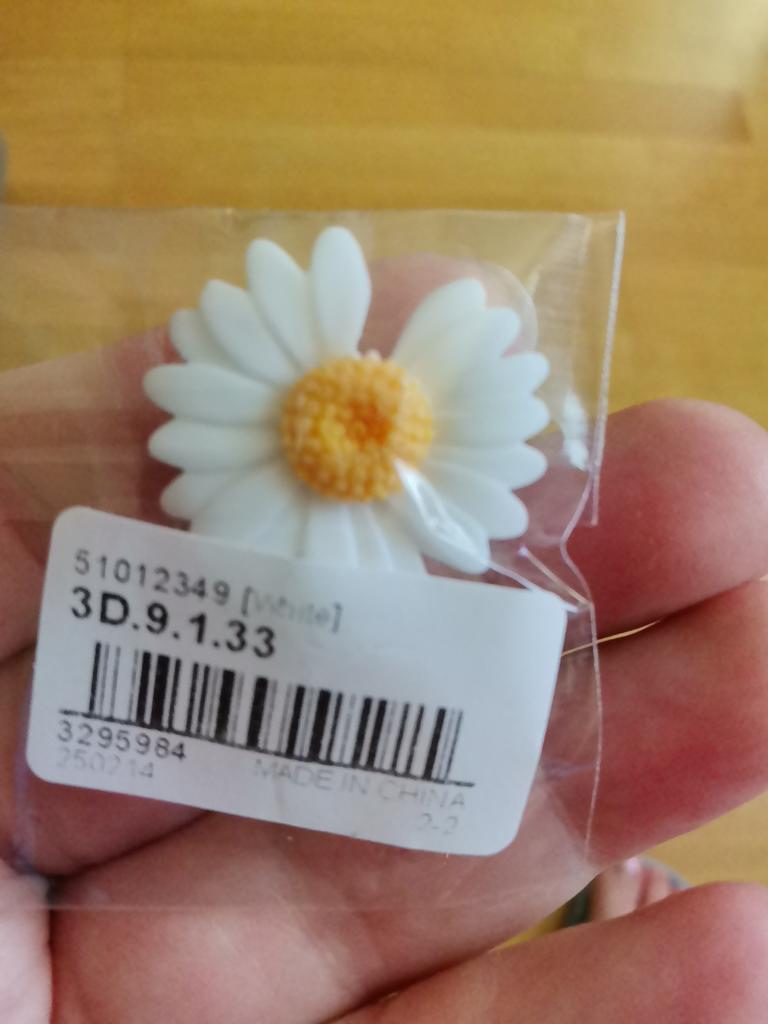 51012349 [White]
3D.9.1.33
3295984
250214 MADE IN CHINA
2-2